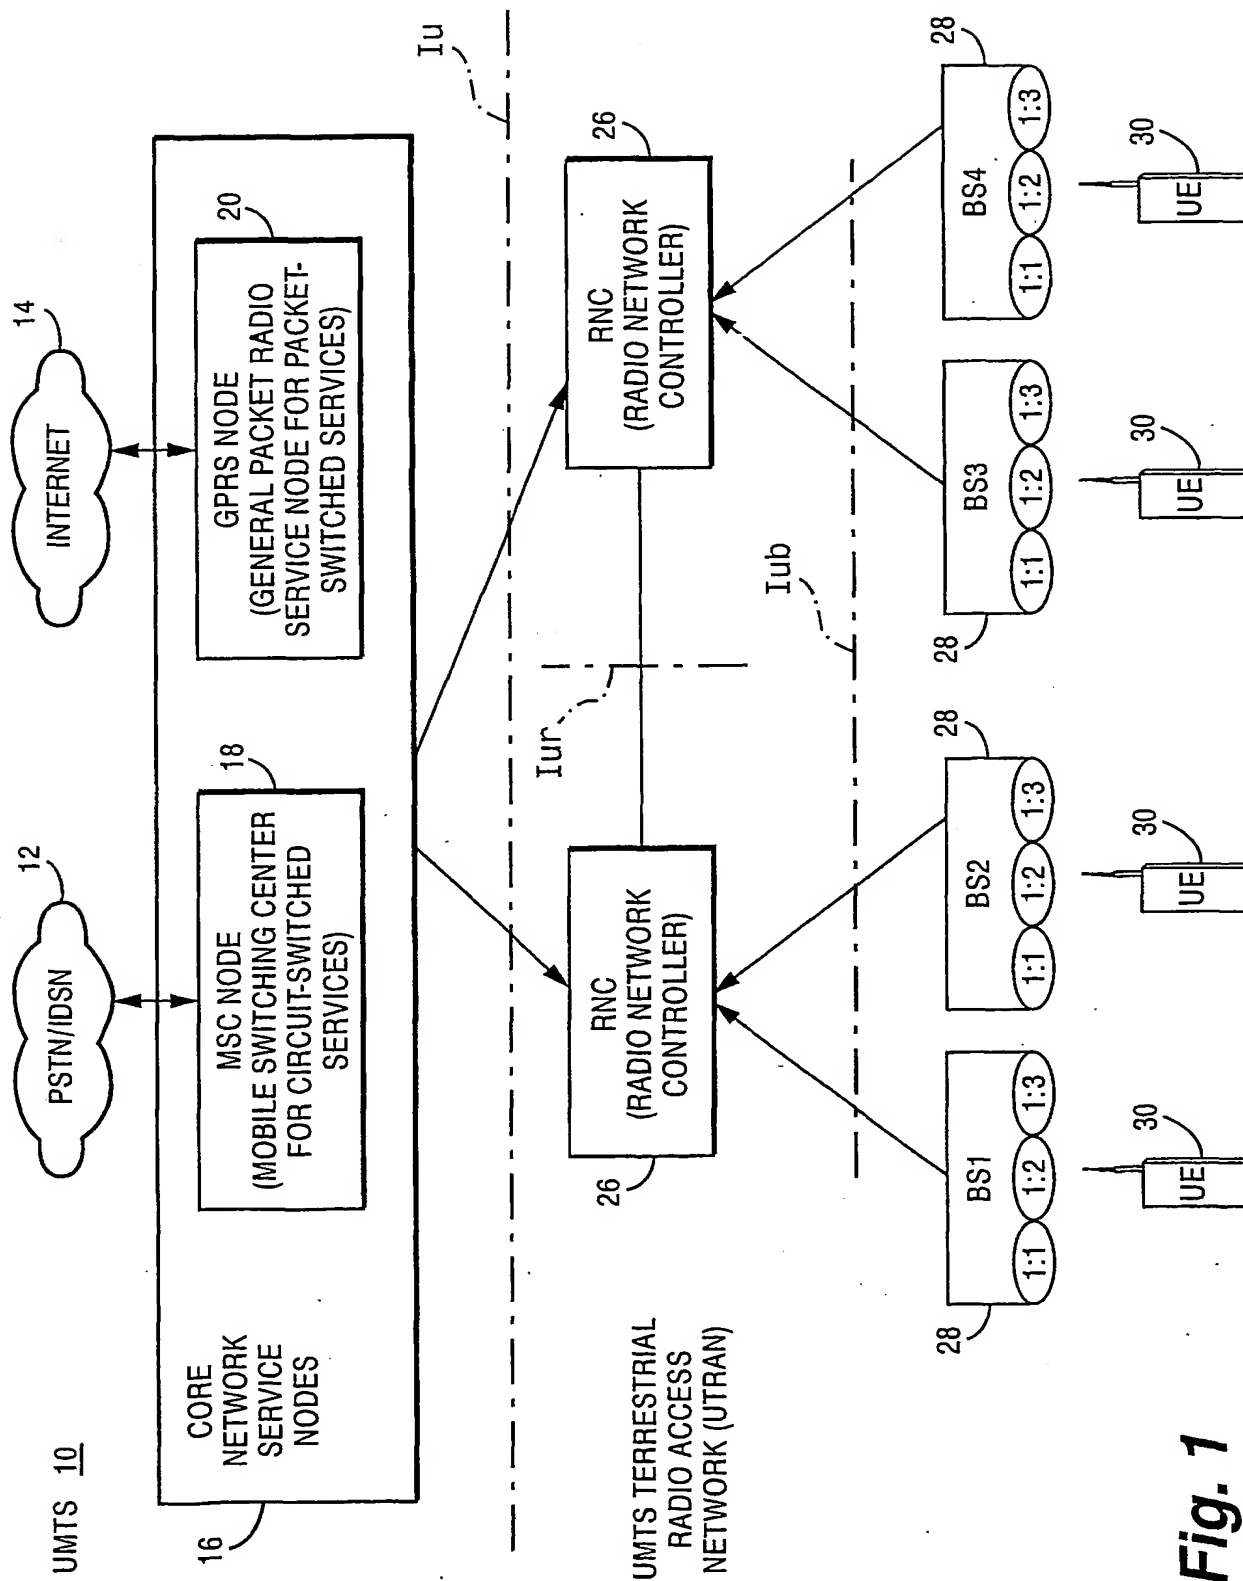 UMTS 10
PSTN/IDSN
12
INTERNET
14
16
CORE
NETWORK
SERVICE
NODES
18
MSC NODE
(MOBILE SWITCHING CENTER
FOR CIRCUIT-SWITCHED
SERVICES)
20
GPRS NODE
(GENERAL PACKET RADIO
SERVICE NODE FOR PACKET-
SWITCHED SERVICES)
Iu
UMTS TERRESTRIAL
RADIO ACCESS
NETWORK (UTRAN)
26
RNC
(RADIO NETWORK
CONTROLLER)
Iur
26
RNC
(RADIO NETWORK
CONTROLLER)
Iub
28
BS1
1:1 1:2 1:3
28
BS2
1:1 1:2 1:3
28
BS3
1:1 1:2 1:3
28
BS4
1:1 1:2 1:3
30
UE
30
UE
30
UE
30
UE
Fig. 1